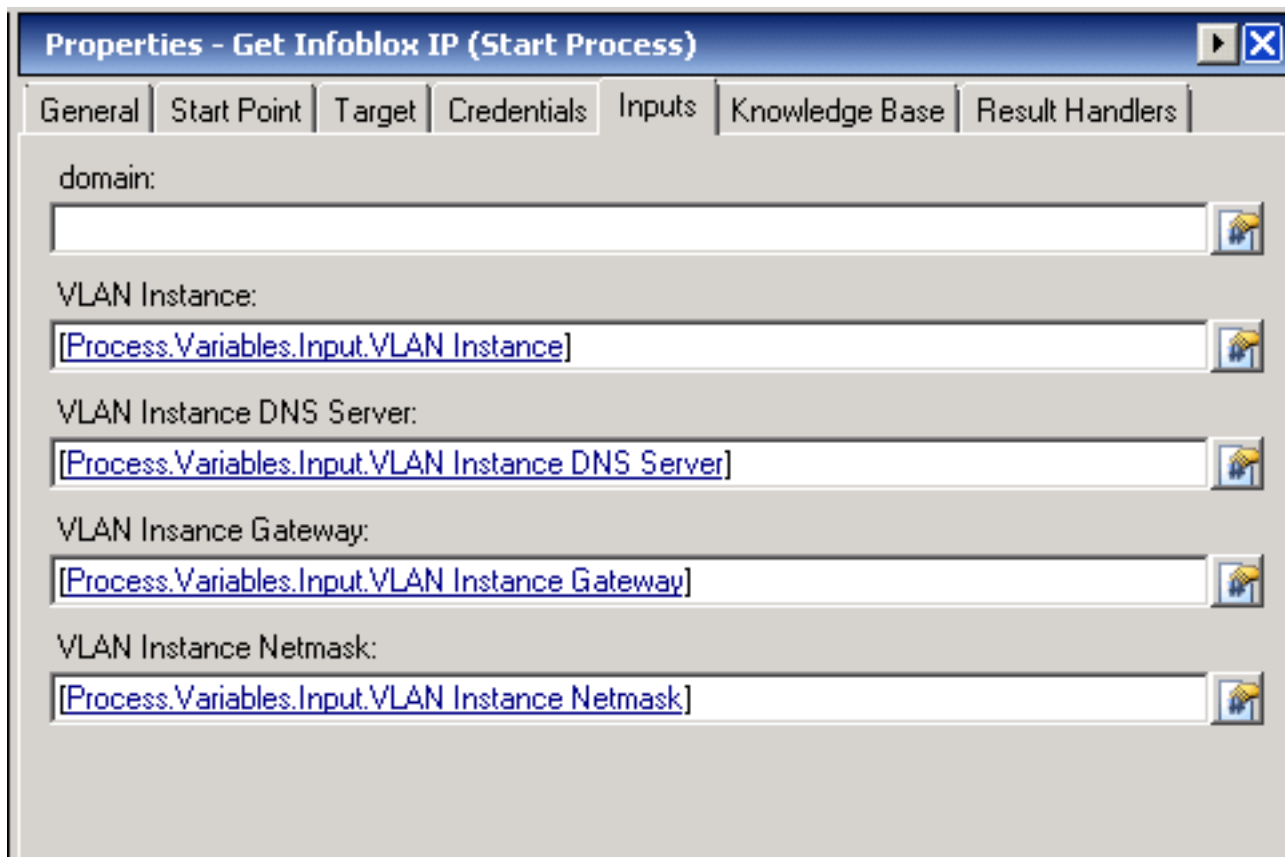 Properties - Get Infoblox IP (Start Process)
General Start Point Target Credentials Inputs Knowledge Base Result Handlers
domain:
VLAN Instance:
[Process.Variables.Input.VLAN Instance]
VLAN Instance DNS Server:
[Process.Variables.Input.VLAN Instance DNS Server]
VLAN Insance Gateway:
[Process.Variables.Input.VLAN Instance Gateway]
VLAN Instance Netmask:
[Process.Variables.Input.VLAN Instance Netmask]